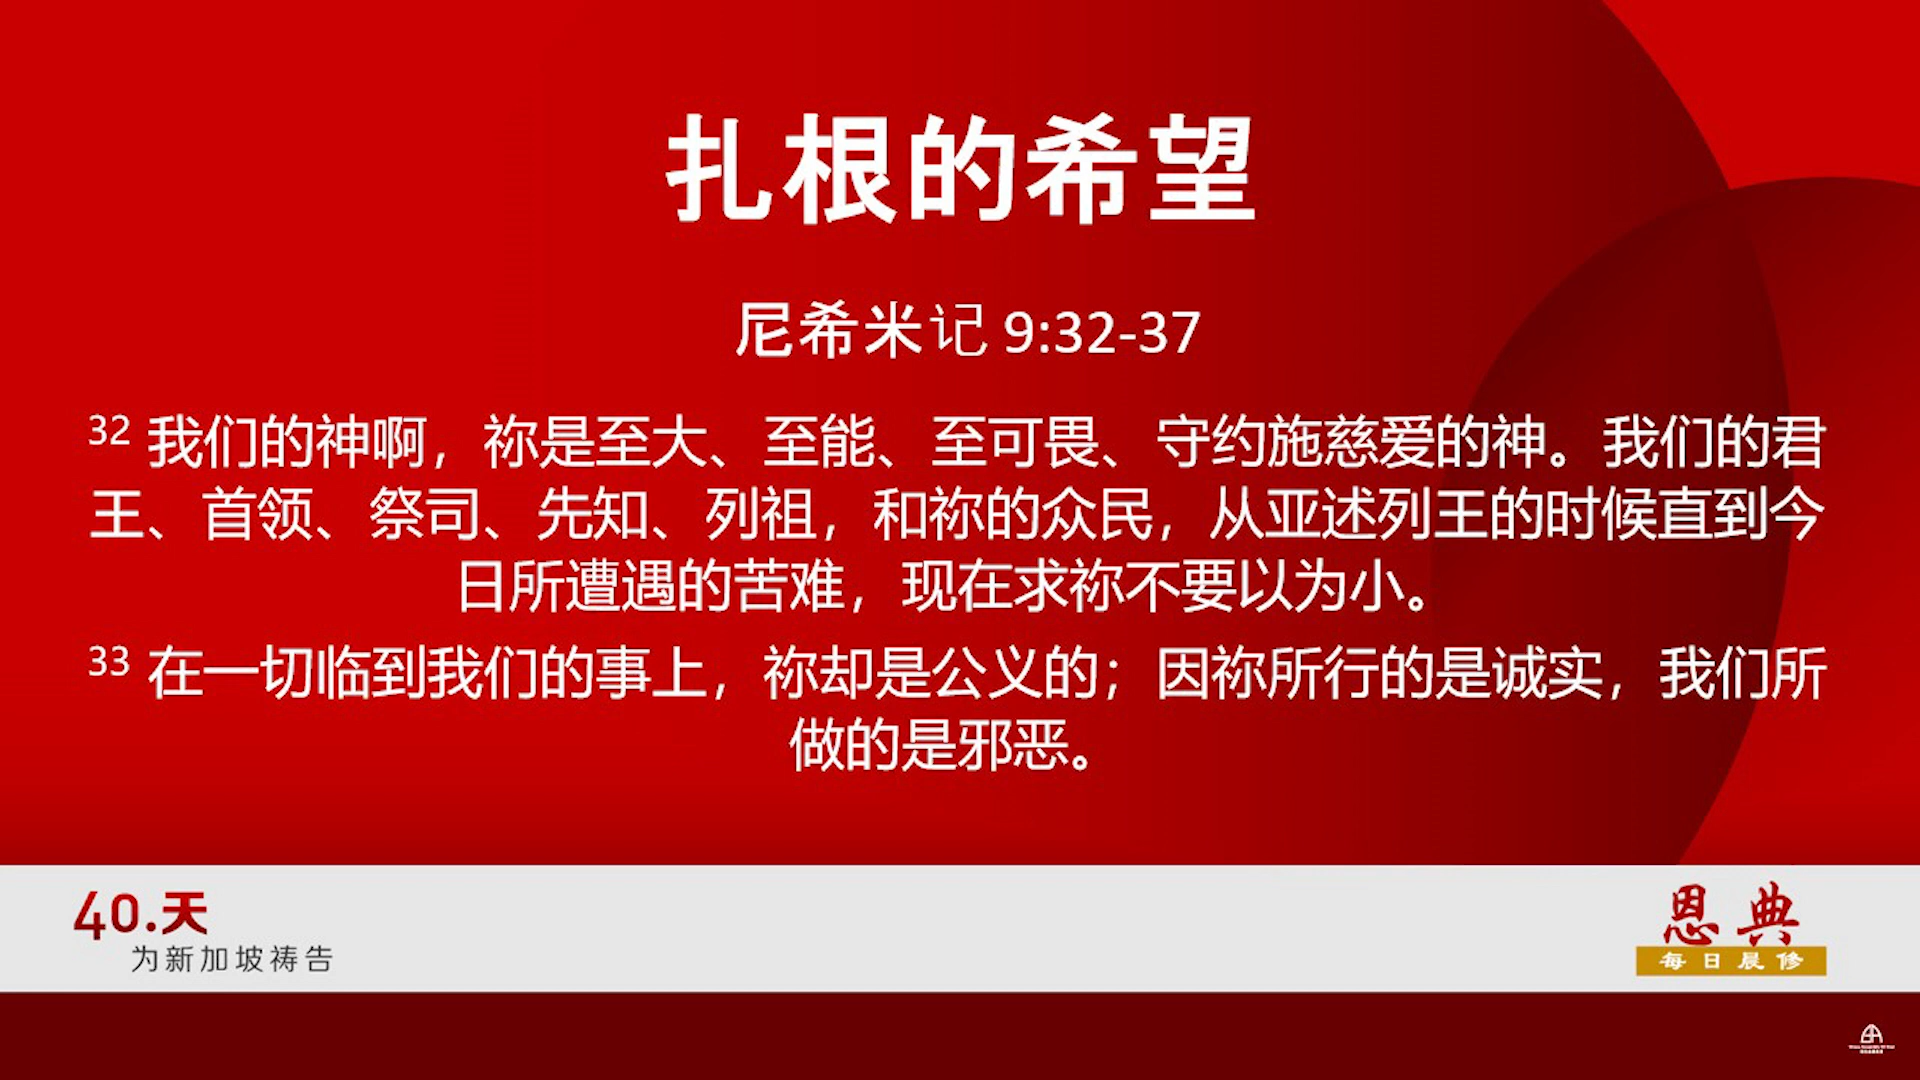 扎根的希望
尼希米记 9:32-37
32 我们的神啊，祢是至大、至能、至可畏、守约施慈爱的神。我们的君
王、首领、祭司、先知、列祖，和祢的众民，从亚述列王的时候直到今
日所遭遇的苦难，现在求祢不要以为小。
33 在一切临到我们的事上，祢却是公义的；因祢所行的是诚实，我们所
做的是邪恶。
40.天
为新加坡祷告
恩典
每日晨修